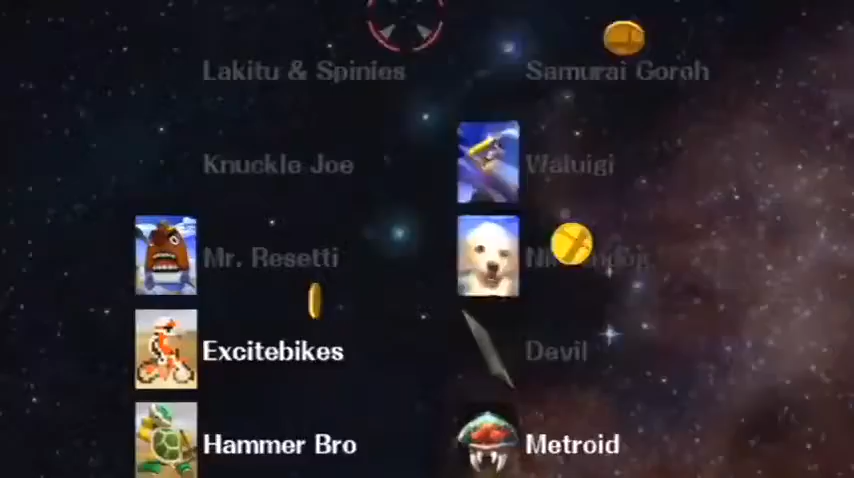 Lakitu & Spinies
Samurai Goroh
Knuckle Joe
Waluigi
Mr. Resetti
Excitebikes
Devil
Hammer Bro
Metroid